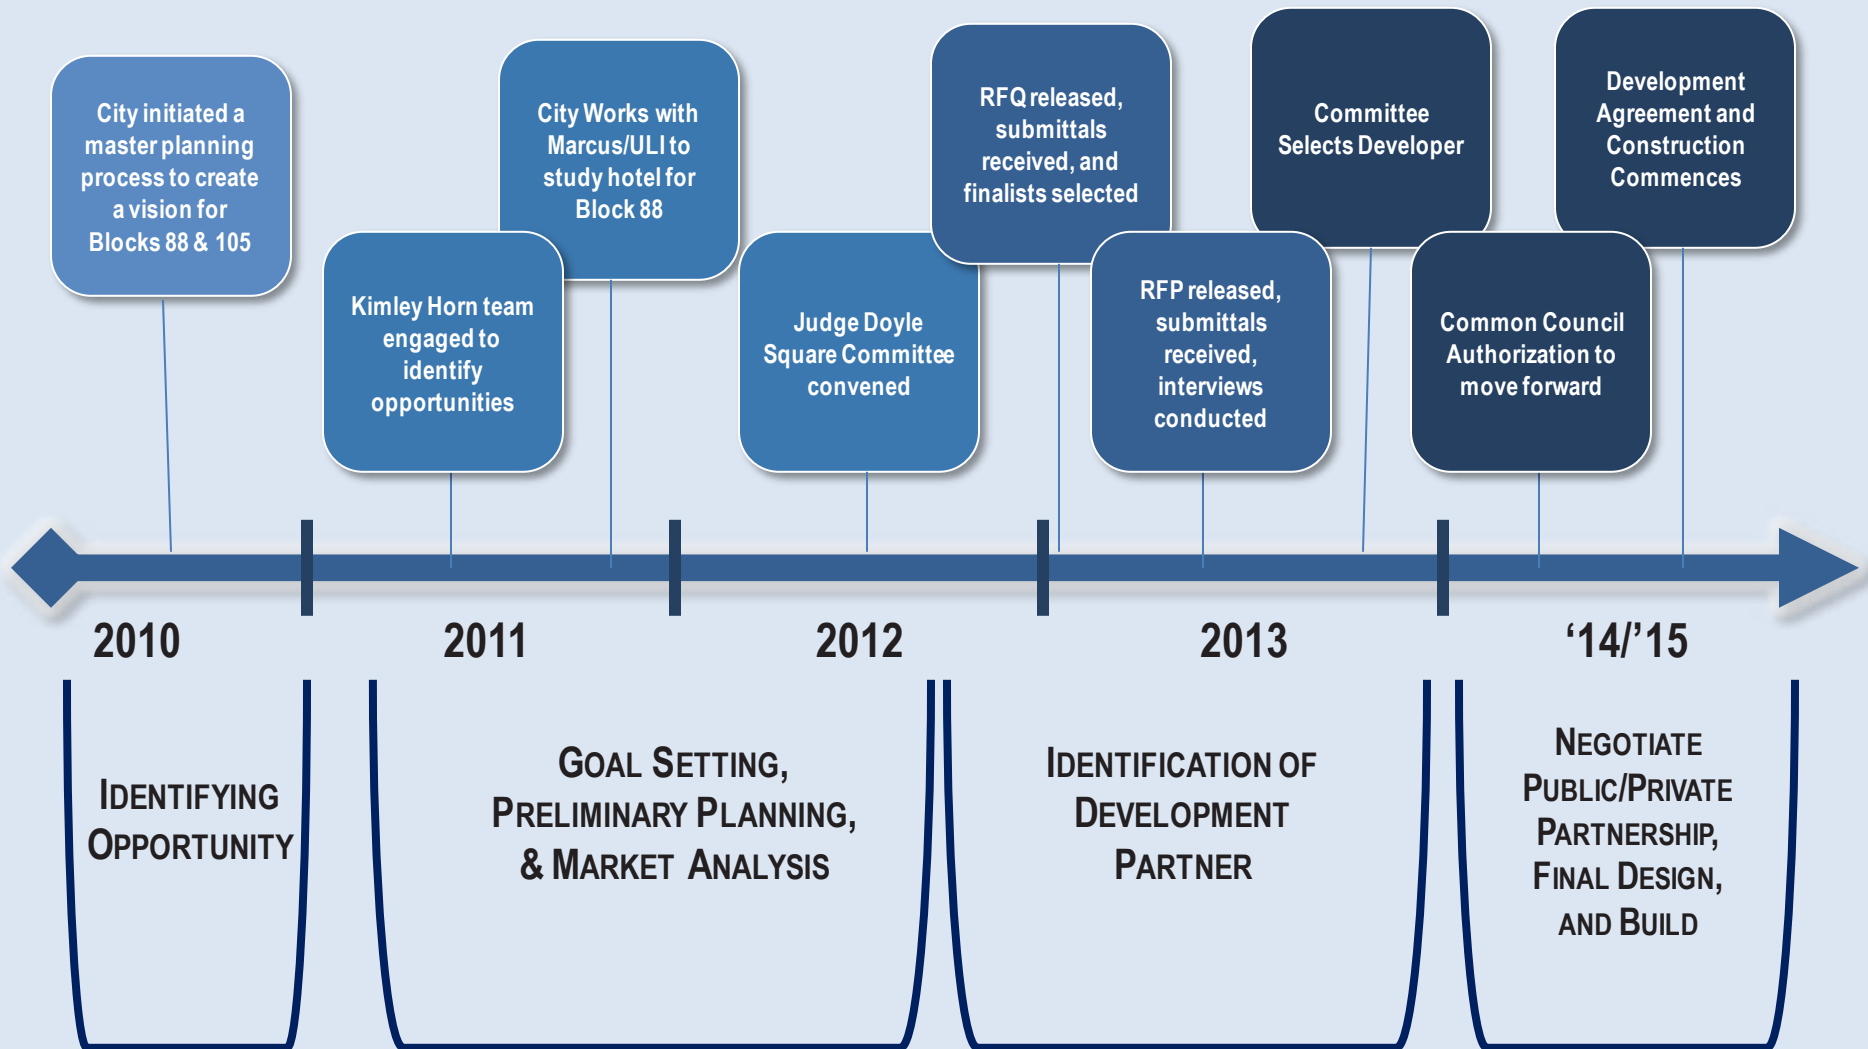 City initiated a
master planning
process to create
a vision for
Blocks 88 & 105
Kimley Horn team
engaged to
identify
opportunities
City Works with
Marcus/ULI to
study hotel for
Block 88
Judge Doyle
Square Committee
convened
RFQ released,
submittals
received, and
finalists selected
RFP released,
submittals
received,
interviews
conducted
Committee
Selects Developer
Common Council
Authorization to
move forward
Development
Agreement and
Construction
Commences
2010
2011
2012
2013
‘14/’15
IDENTIFYING
OPPORTUNITY
GOAL SETTING,
PRELIMINARY PLANNING,
& MARKET ANALYSIS
IDENTIFICATION OF
DEVELOPMENT
PARTNER
NEGOTIATE
PUBLIC/PRIVATE
PARTNERSHIP,
FINAL DESIGN,
AND BUILD